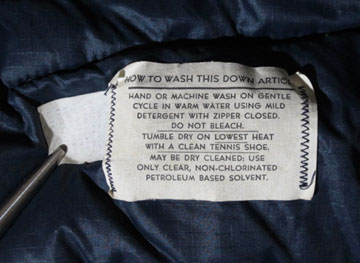 HOW TO WASH THIS DOWN ARTICL
HAND OR MACHINE WASH ON GENTLE
CYCLE IN WARM WATER USING MILD
DETERGENT WITH ZIPPER CLOSED.
DO NOT BLEACH.
TUMBLE DRY ON LOWEST HEAT
WITH A CLEAN TENNIS SHOE.
MAY BE DRY CLEANED; USE
ONLY CLEAR, NON-CHLORINATED
PETROLEUM BASED SOLVENT.